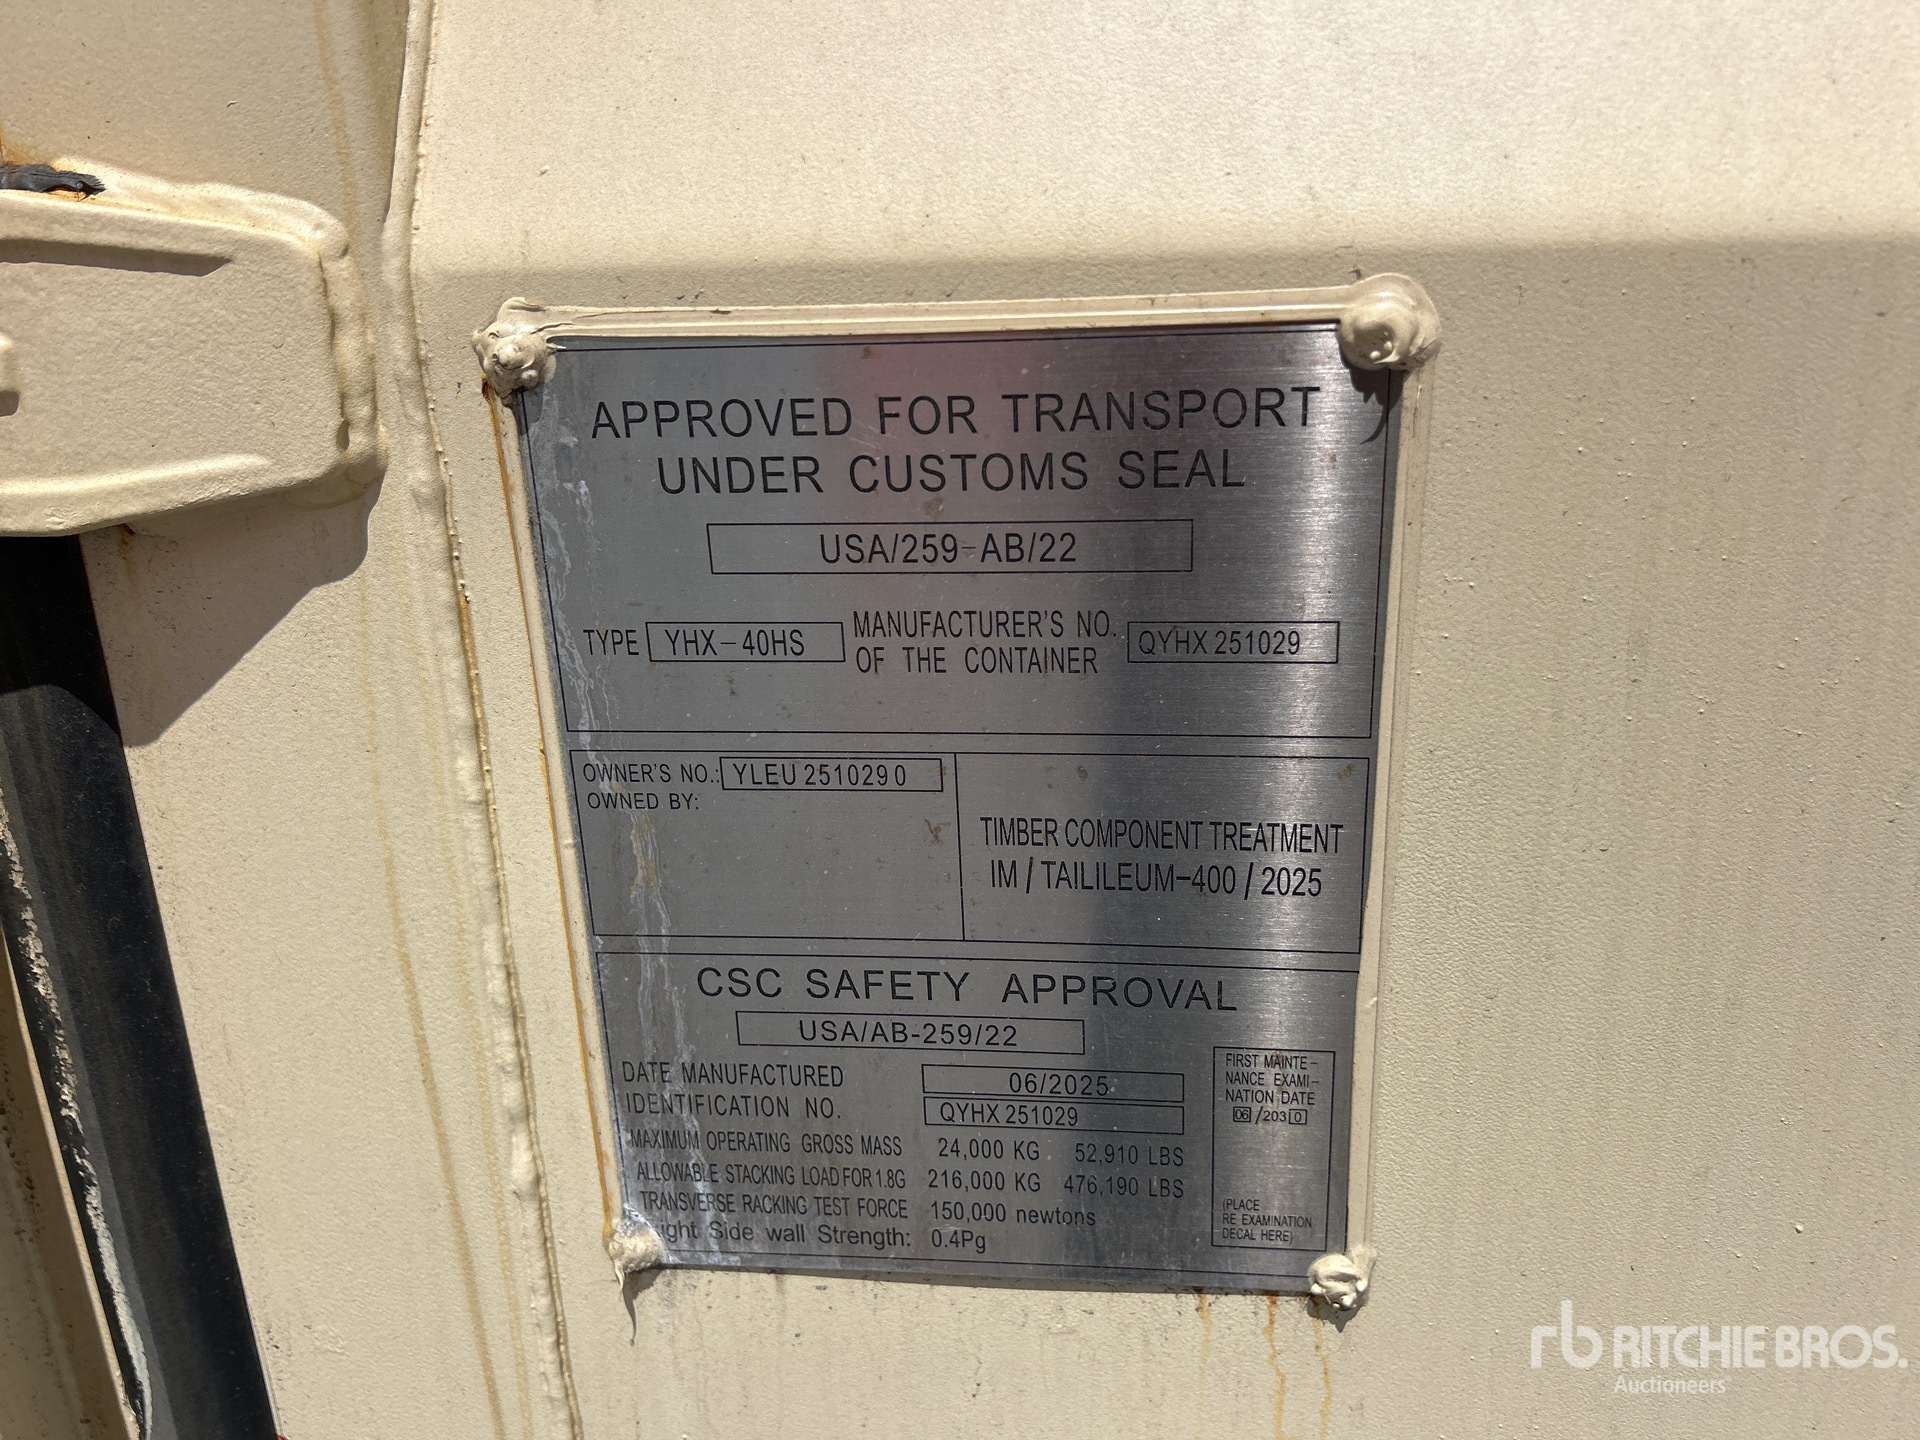 APPROVED FOR TRANSPORT
UNDER CUSTOMS SEAL
USA/259-AB/22
TYPE YHX-40HS MANUFACTURER'S NO. OF THE CONTAINER QYHX 251029
OWNER'S NO.: YLEU 2510290
OWNED BY:
TIMBER COMPONENT TREATMENT
IM / TAILILEUM-400 / 2025
CSC SAFETY APPROVAL
USA/AB-259/22
DATE MANUFACTURED 06/2025
IDENTIFICATION NO. QYHX 251029
MAXIMUM OPERATING GROSS MASS 24,000 KG 52,910 LBS
ALLOWABLE STACKING LOAD FOR 1.8G 216,000 KG 476,190 LBS
TRANSVERSE RACKING TEST FORCE 150,000 newtons
Side wall Strength: 0.4Pg
FIRST MAINTE-
NANCE EXAMI-
NATION DATE
06/2030
(PLACE
RE EXAMINATION
DECAL HERE)
rb RITCHIE BROS.
Auctioneers